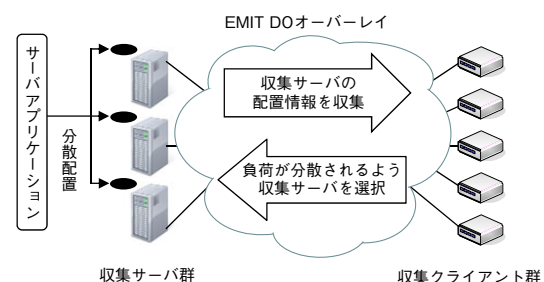 EMIT DOオーバーレイ
サーバアプリケーション
分散配置
収集サーバの
配置情報を収集
負荷が分散されるよう
収集サーバを選択
収集サーバ群
収集クライアント群